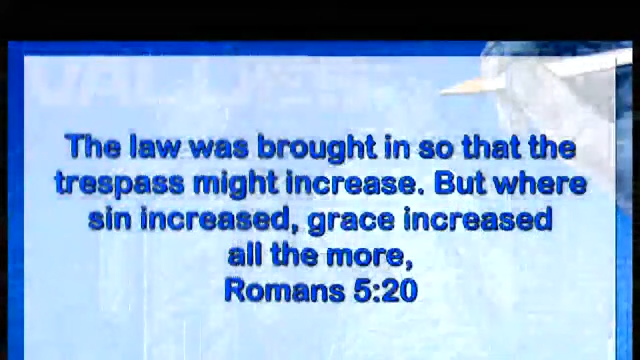 The law was brought in so that the
trespass might increase. But where
sin increased, grace increased
all the more,
Romans 5:20